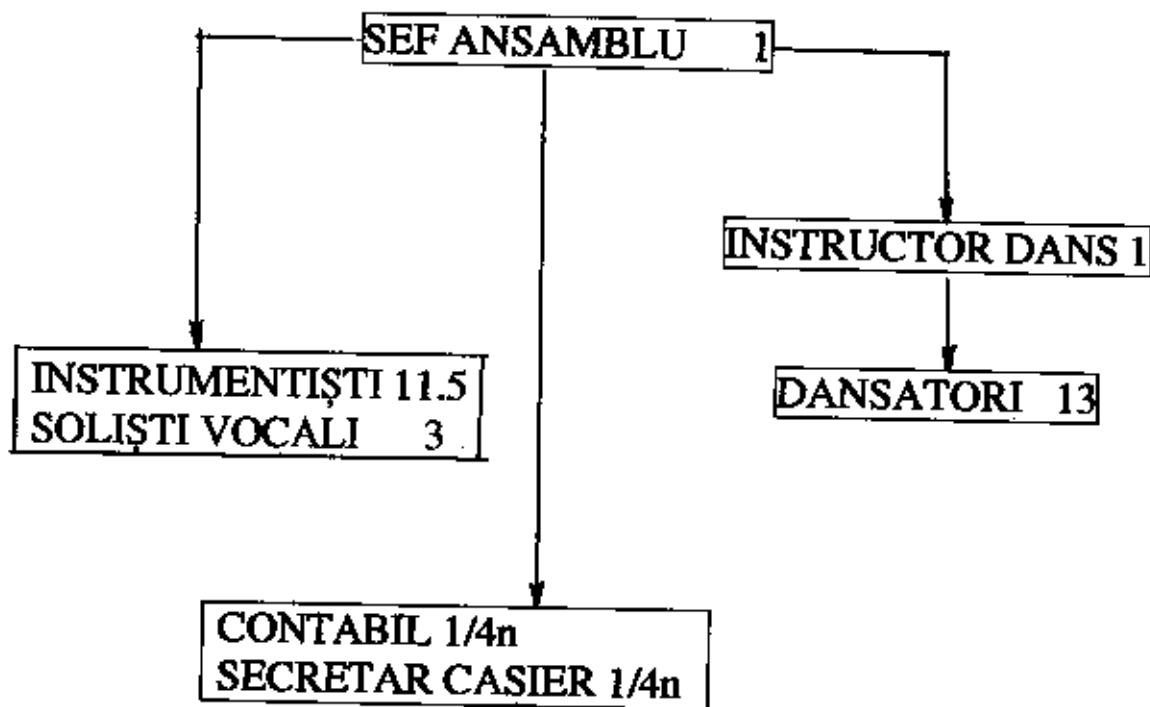 SEF ANSAMBLU 1
INSTRUCTOR DANS 1
INSTRUMENTIȘTI 11.5
SOLIȘTI VOCALI 3
DANSATORI 13
CONTABIL 1/4n
SECRETAR CASIER 1/4n